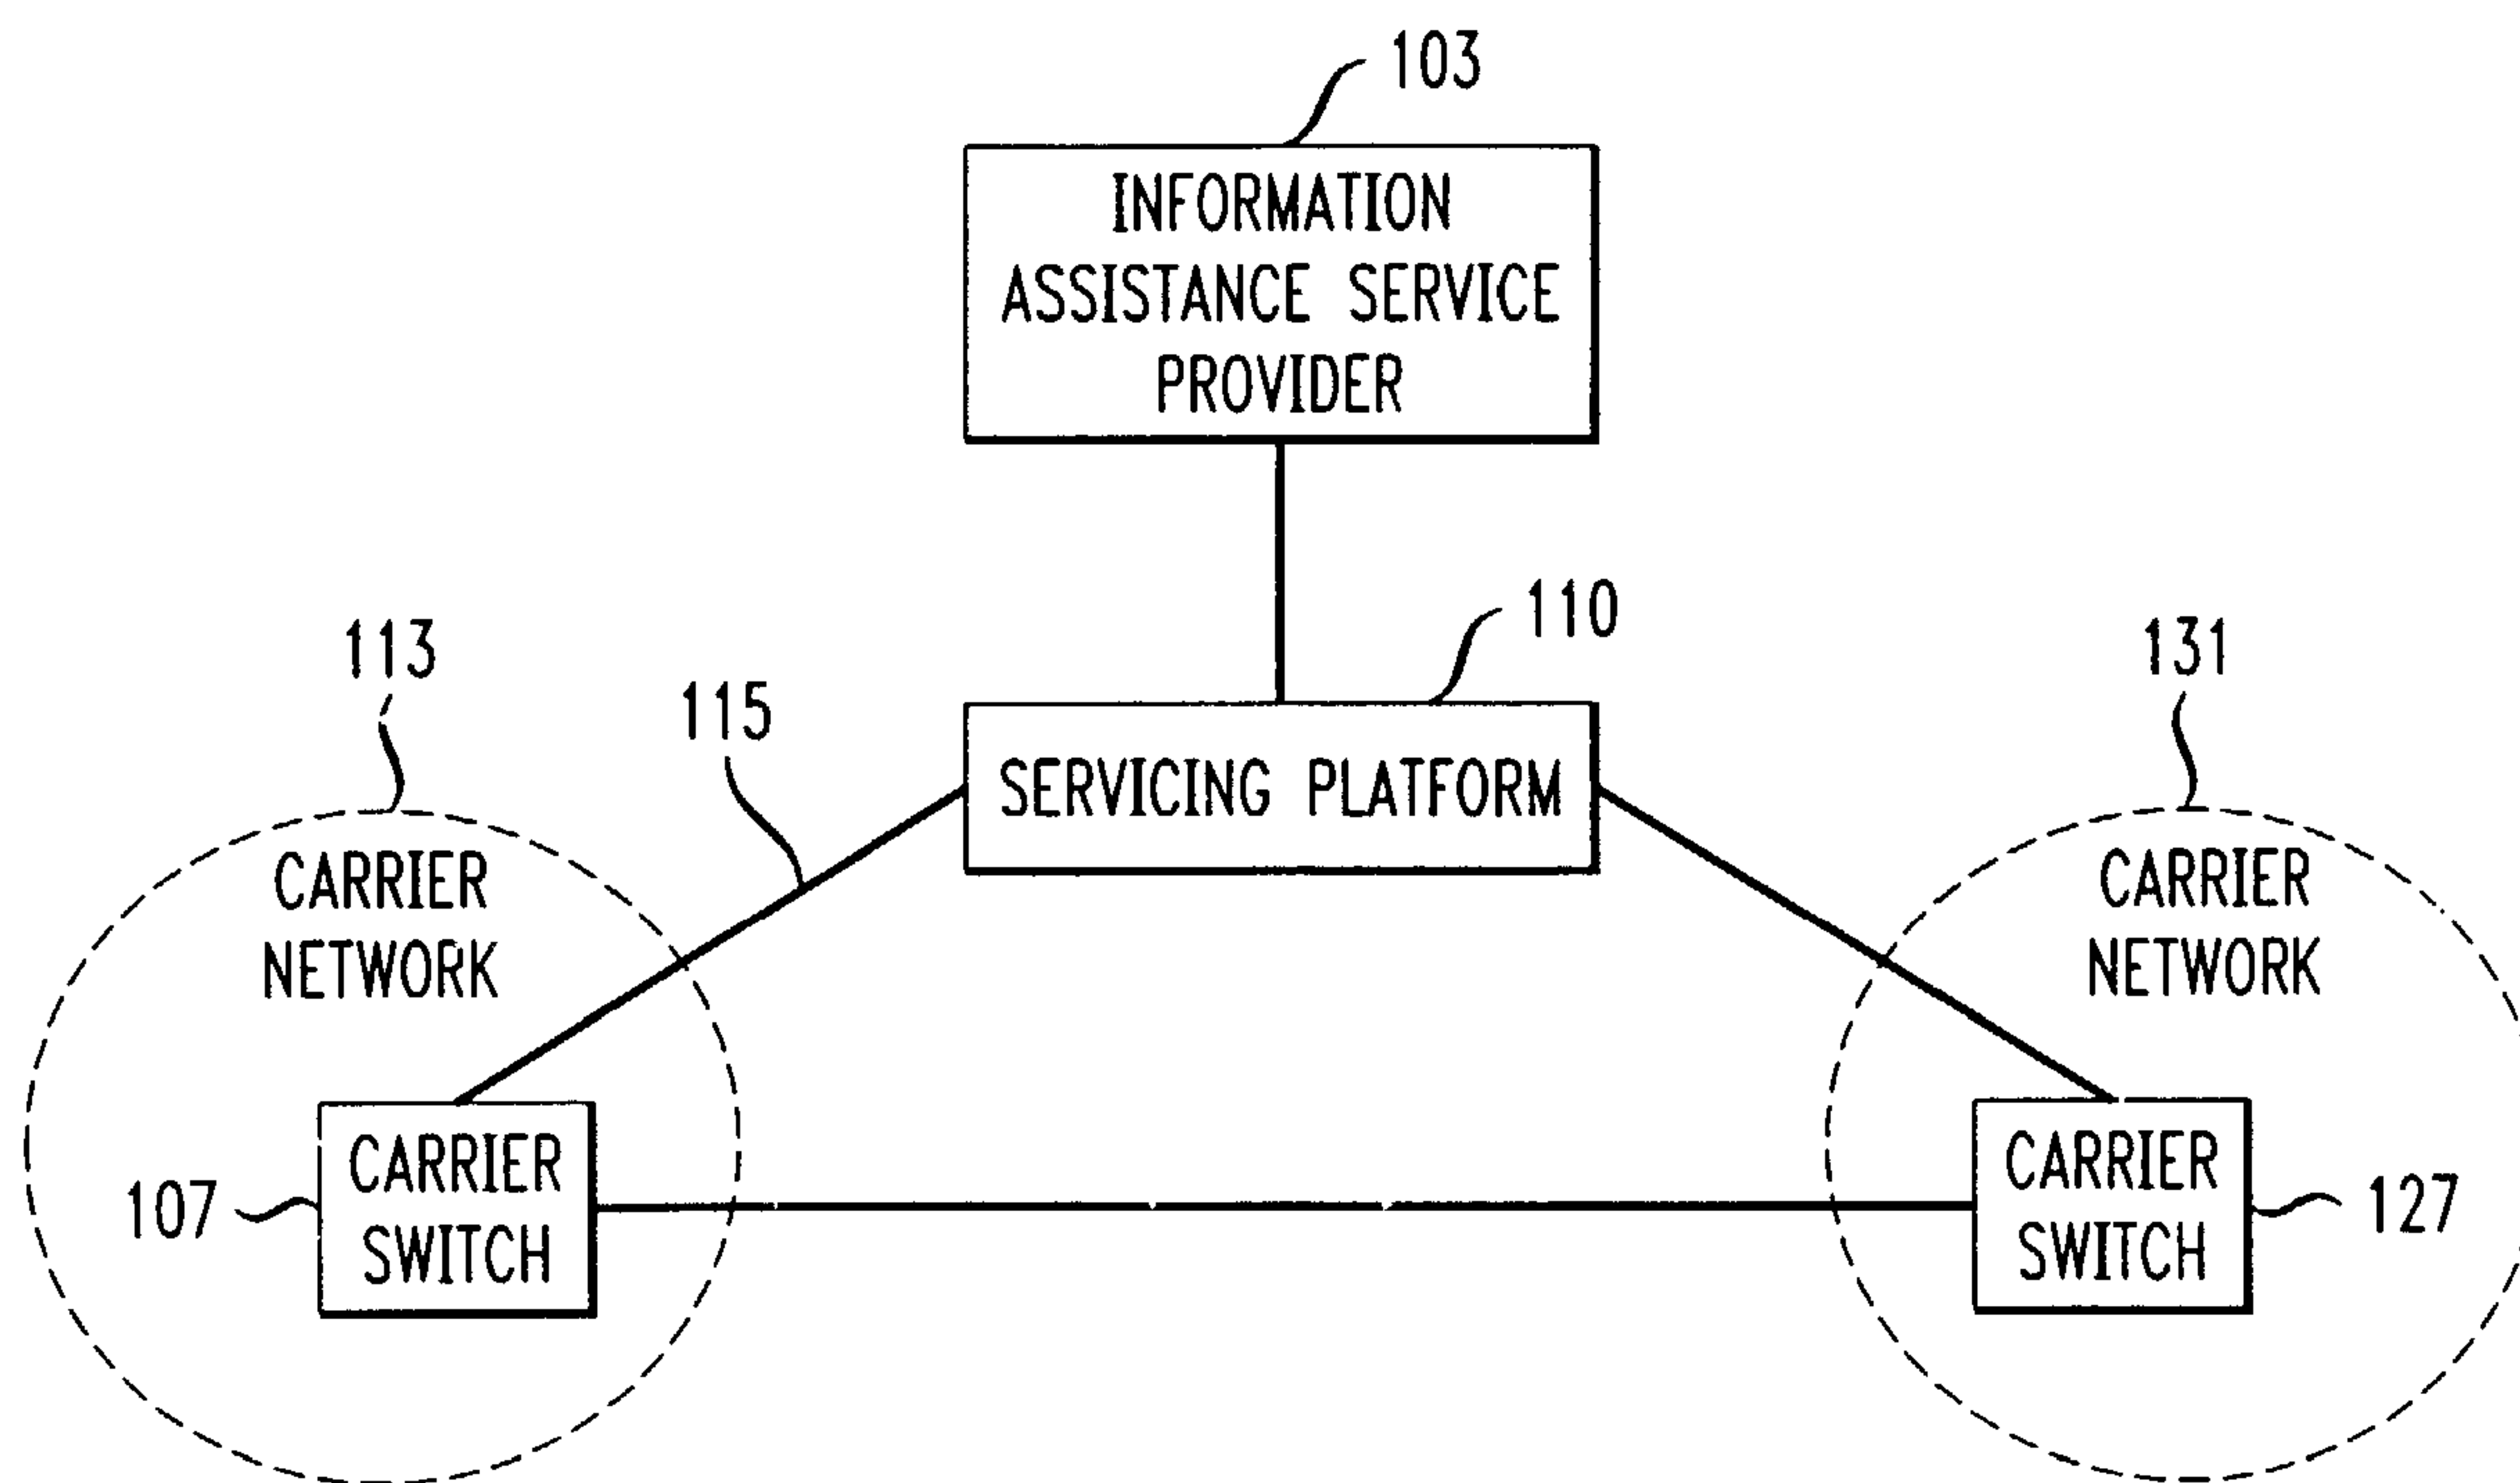 103
INFORMATION
ASSISTANCE SERVICE
PROVIDER
110
113
131
115
SERVICING PLATFORM
CARRIER
NETWORK
CARRIER
NETWORK
CARRIER
SWITCH
107
CARRIER
SWITCH
127